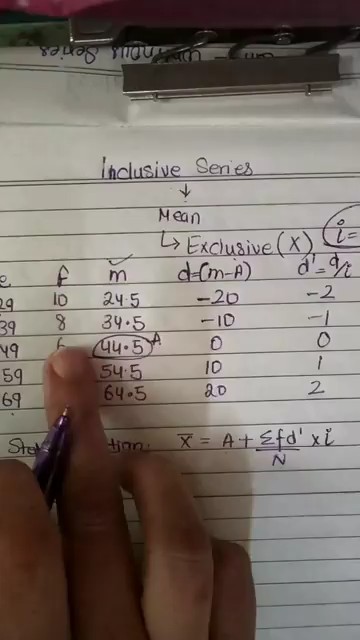 Inclusive Series
↓
Mean
↳ Exclusive (X)
i=
f m d=(m-A) d'=d/i
29 10 24.5 -20 -2
39 8 34.5 -10 -1
49 6 44.5 A 0 0
59 54.5 10 1
69 64.5 20 2
x̄ = A + Σfd'/N × i